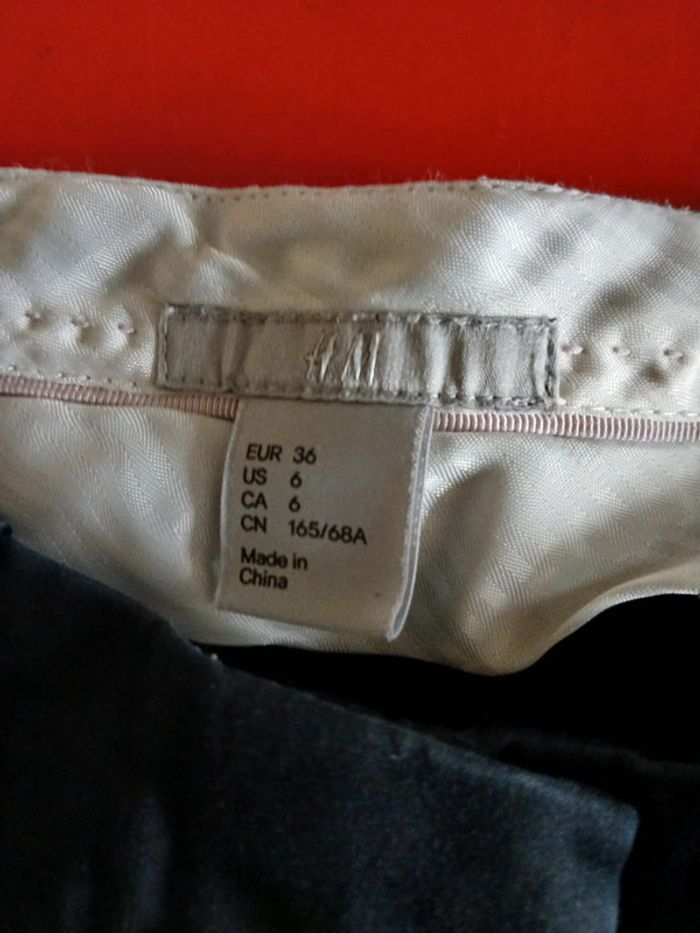 H&M
EUR 36
US 6
CA 6
CN 165/68A
Made in
China